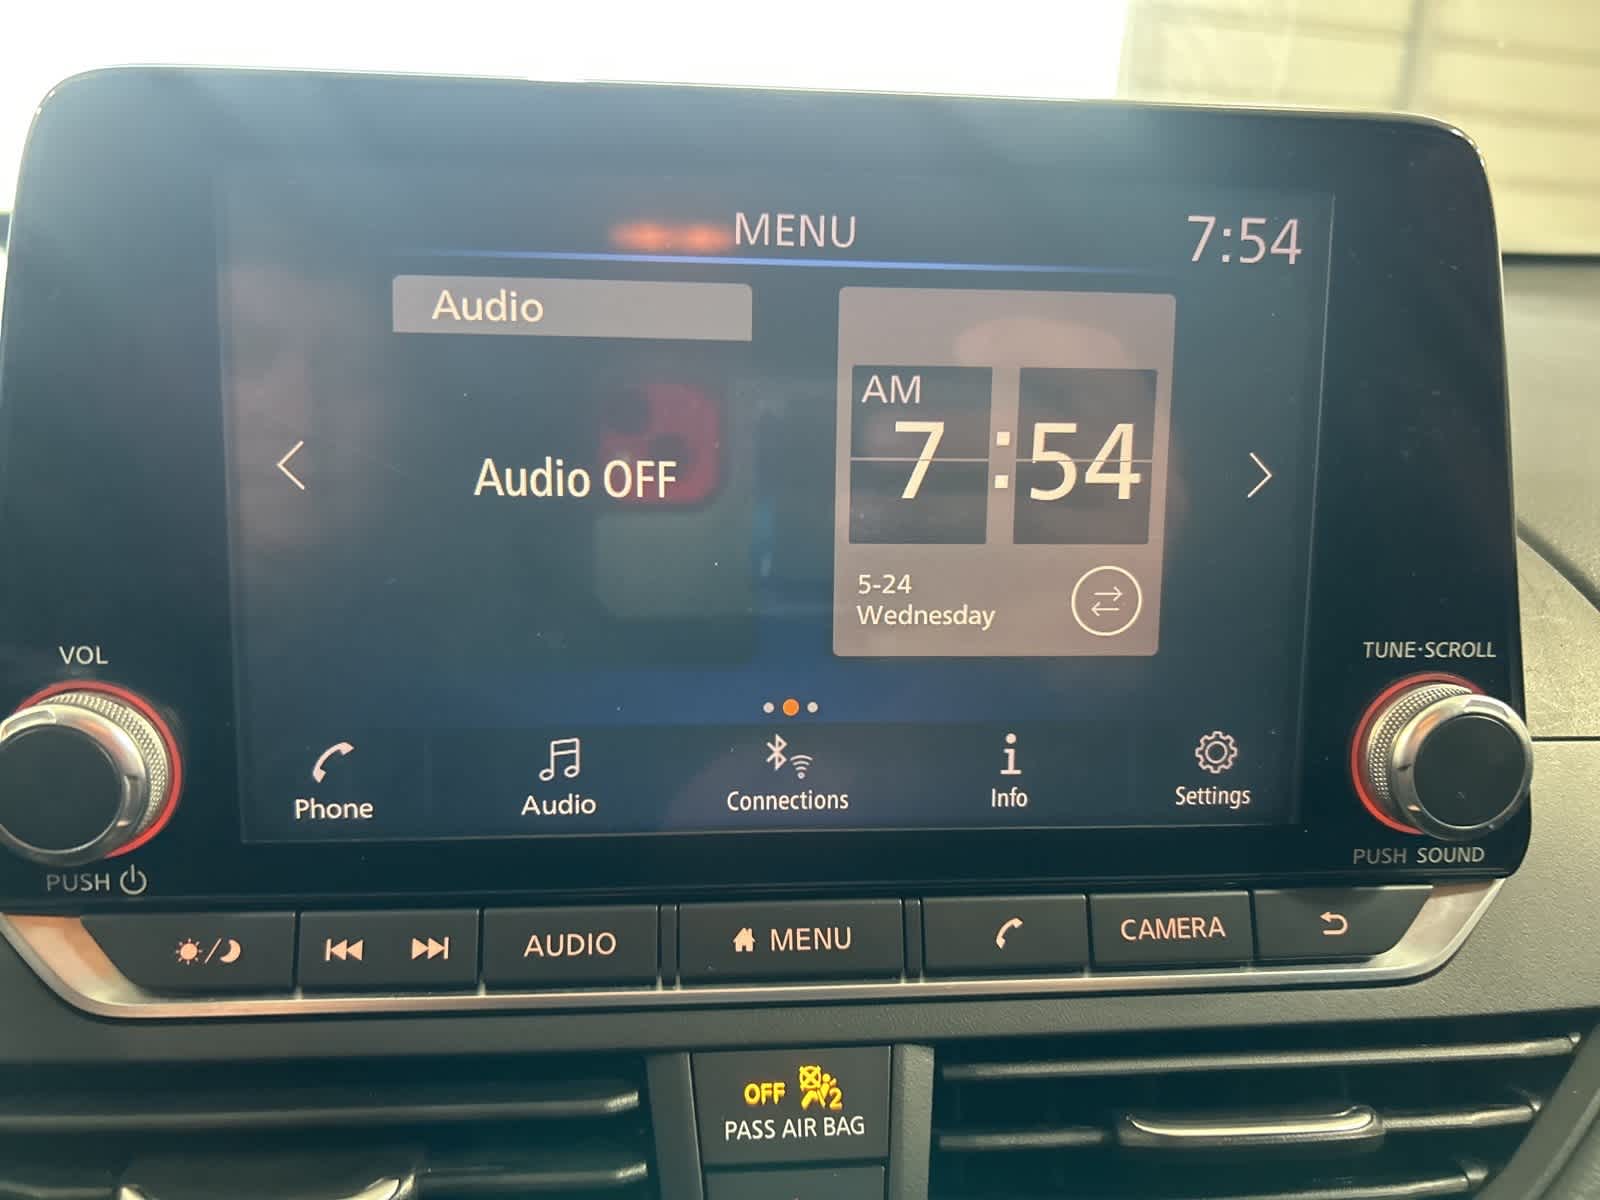 MENU
7:54
Audio
AM
7:54
Audio OFF
5-24
Wednesday
VOL
TUNE·SCROLL
Phone
Audio
Connections
Info
Settings
PUSH
PUSH SOUND
AUDIO
MENU
CAMERA
OFF
2
PASS AIR BAG